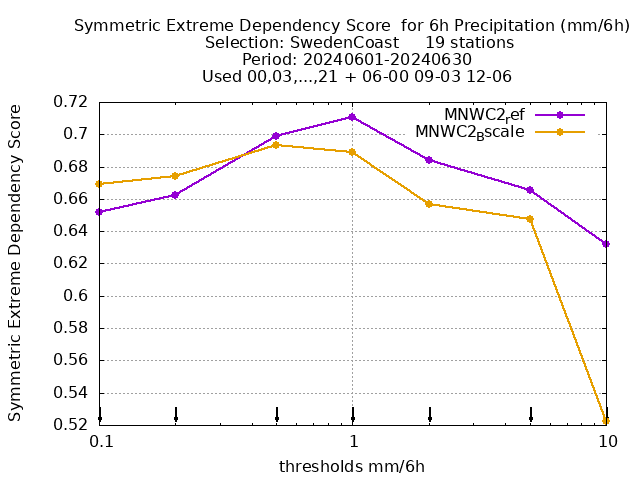 Symmetric Extreme Dependency Score  for 6h Precipitation (mm/6h)
Selection: SwedenCoast     19 stations
Period: 20240601-20240630
Used 00,03,...,21 + 06-00 09-03 12-06
MNWC2_ref
MNWC2_Bscale
Symmetric Extreme Dependency Score
0.72
0.7
0.68
0.66
0.64
0.62
0.6
0.58
0.56
0.54
0.52
0.1 1 10
thresholds mm/6h